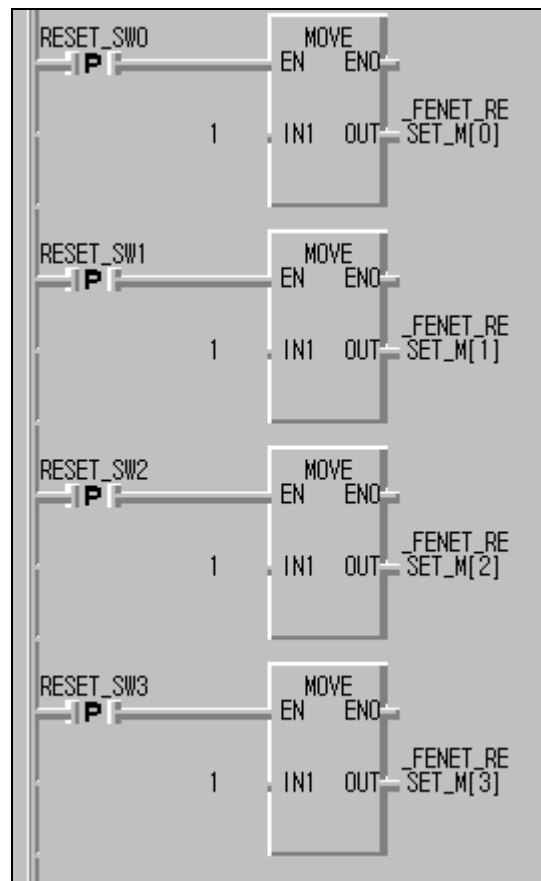 RESET_SW0
MOVE
P
EN ENO
_FENET_RE
1 IN1 OUT SET_M[0]
RESET_SW1
MOVE
P
EN ENO
_FENET_RE
1 IN1 OUT SET_M[1]
RESET_SW2
MOVE
P
EN ENO
_FENET_RE
1 IN1 OUT SET_M[2]
RESET_SW3
MOVE
P
EN ENO
_FENET_RE
1 IN1 OUT SET_M[3]